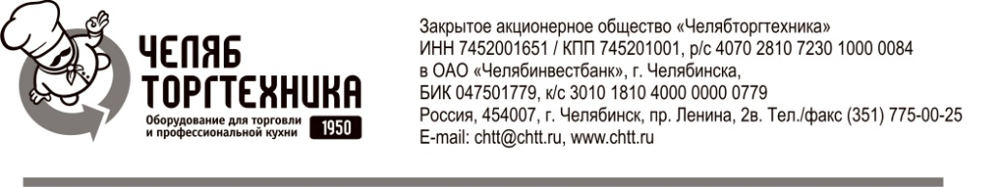 ЧЕЛЯБ
ТОРГТЕХНИКА
Оборудование для торговли
и профессиональной кухни
1950
Закрытое акционерное общество «Челябторгтехника»
ИНН 7452001651 / КПП 745201001, р/с 4070 2810 7230 1000 0084
в ОАО «Челябинвестбанк», г. Челябинска,
БИК 047501779, к/с 3010 1810 4000 0000 0779
Россия, 454007, г. Челябинск, пр. Ленина, 2в. Тел./факс (351) 775-00-25
E-mail: chtt@chtt.ru, www.chtt.ru